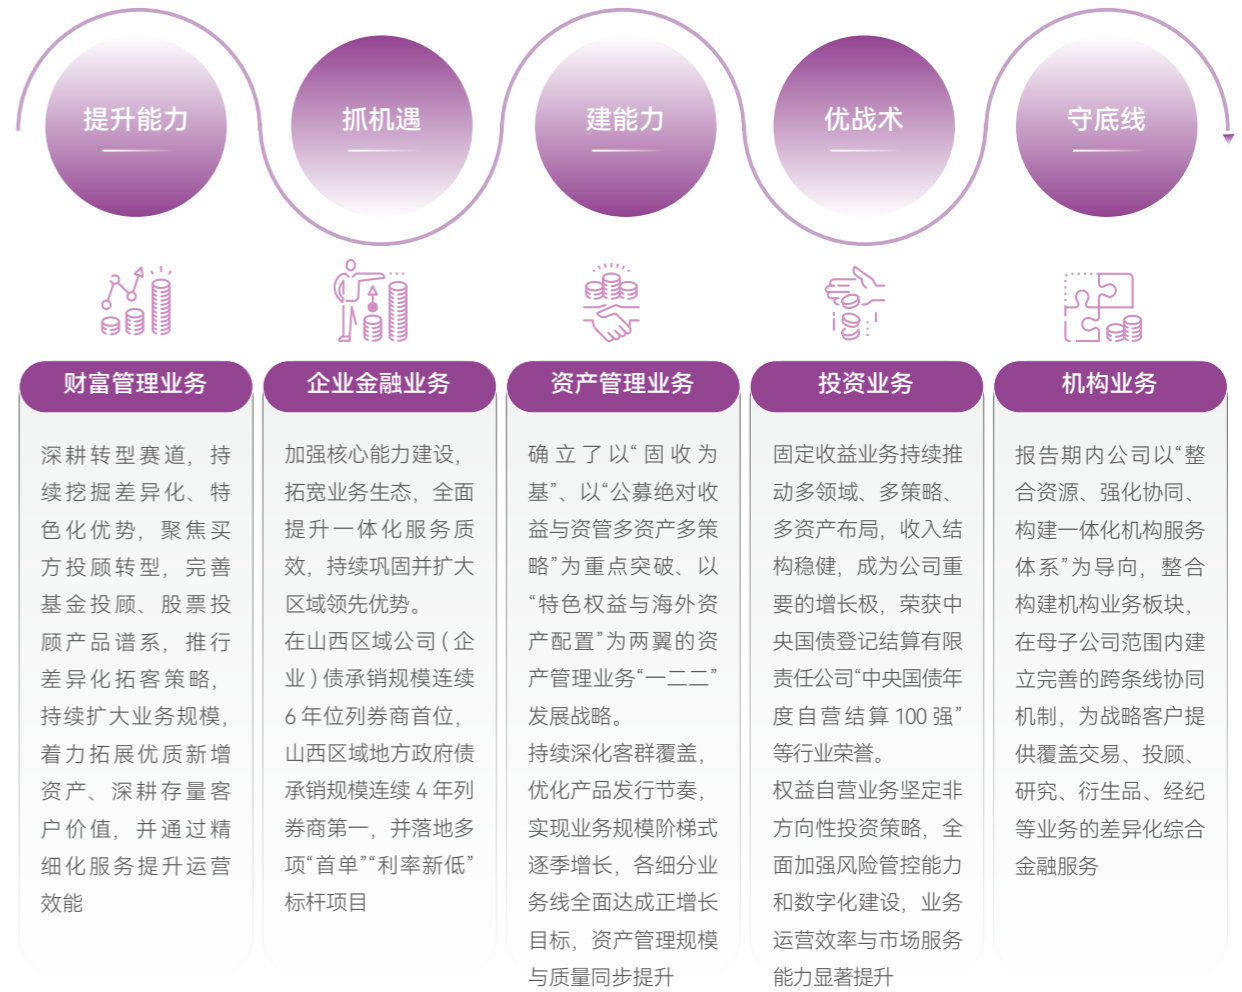 提升能力
抓机遇
建能力
优战术
守底线
财富管理业务
深耕转型赛道，持
续挖掘差异化、特
色化优势，聚焦买
方投顾转型，完善
基金投顾、股票投
顾产品谱系，推行
差异化拓客策略，
持续扩大业务规模，
着力拓展优质新增
资产、深耕存量客
户价值，并通过精
细化服务提升运营
效能
企业金融业务
加强核心能力建设，
拓宽业务生态，全面
提升一体化服务质
效，持续巩固并扩大
区域领先优势。
在山西区域公司（企
业）债承销规模连续
6 年位列券商首位，
山西区域地方政府债
承销规模连续 4 年列
券商第一，并落地多
项“首单”“利率新低”
标杆项目
资产管理业务
确立了以“固收为
基”、以“公募绝对收
益与资管多资产多策
略”为重点突破、以
“特色权益与海外资
产配置”为两翼的资
产管理业务“一二二”
发展战略。
持续深化客群覆盖，
优化产品发行节奏，
实现业务规模阶梯式
逐季增长，各细分业
务线全面达成正增长
目标，资产管理规模
与质量同步提升
投资业务
固定收益业务持续推
动多领域、多策略、
多资产布局，收入结
构稳健，成为公司重
要的增长极，荣获中
央国债登记结算有限
责任公司“中央国债年
度自营结算 100 强”
等行业荣誉。
权益自营业务坚定非
方向性投资策略，全
面加强风险管控能力
和数字化建设，业务
运营效率与市场服务
能力显著提升
机构业务
报告期内公司以“整
合资源、强化协同、
构建一体化机构服务
体系”为导向，整合
构建机构业务板块，
在母子公司范围内建
立完善的跨条线协同
机制，为战略客户提
供覆盖交易、投顾、
研究、衍生品、经纪
等业务的差异化综合
金融服务